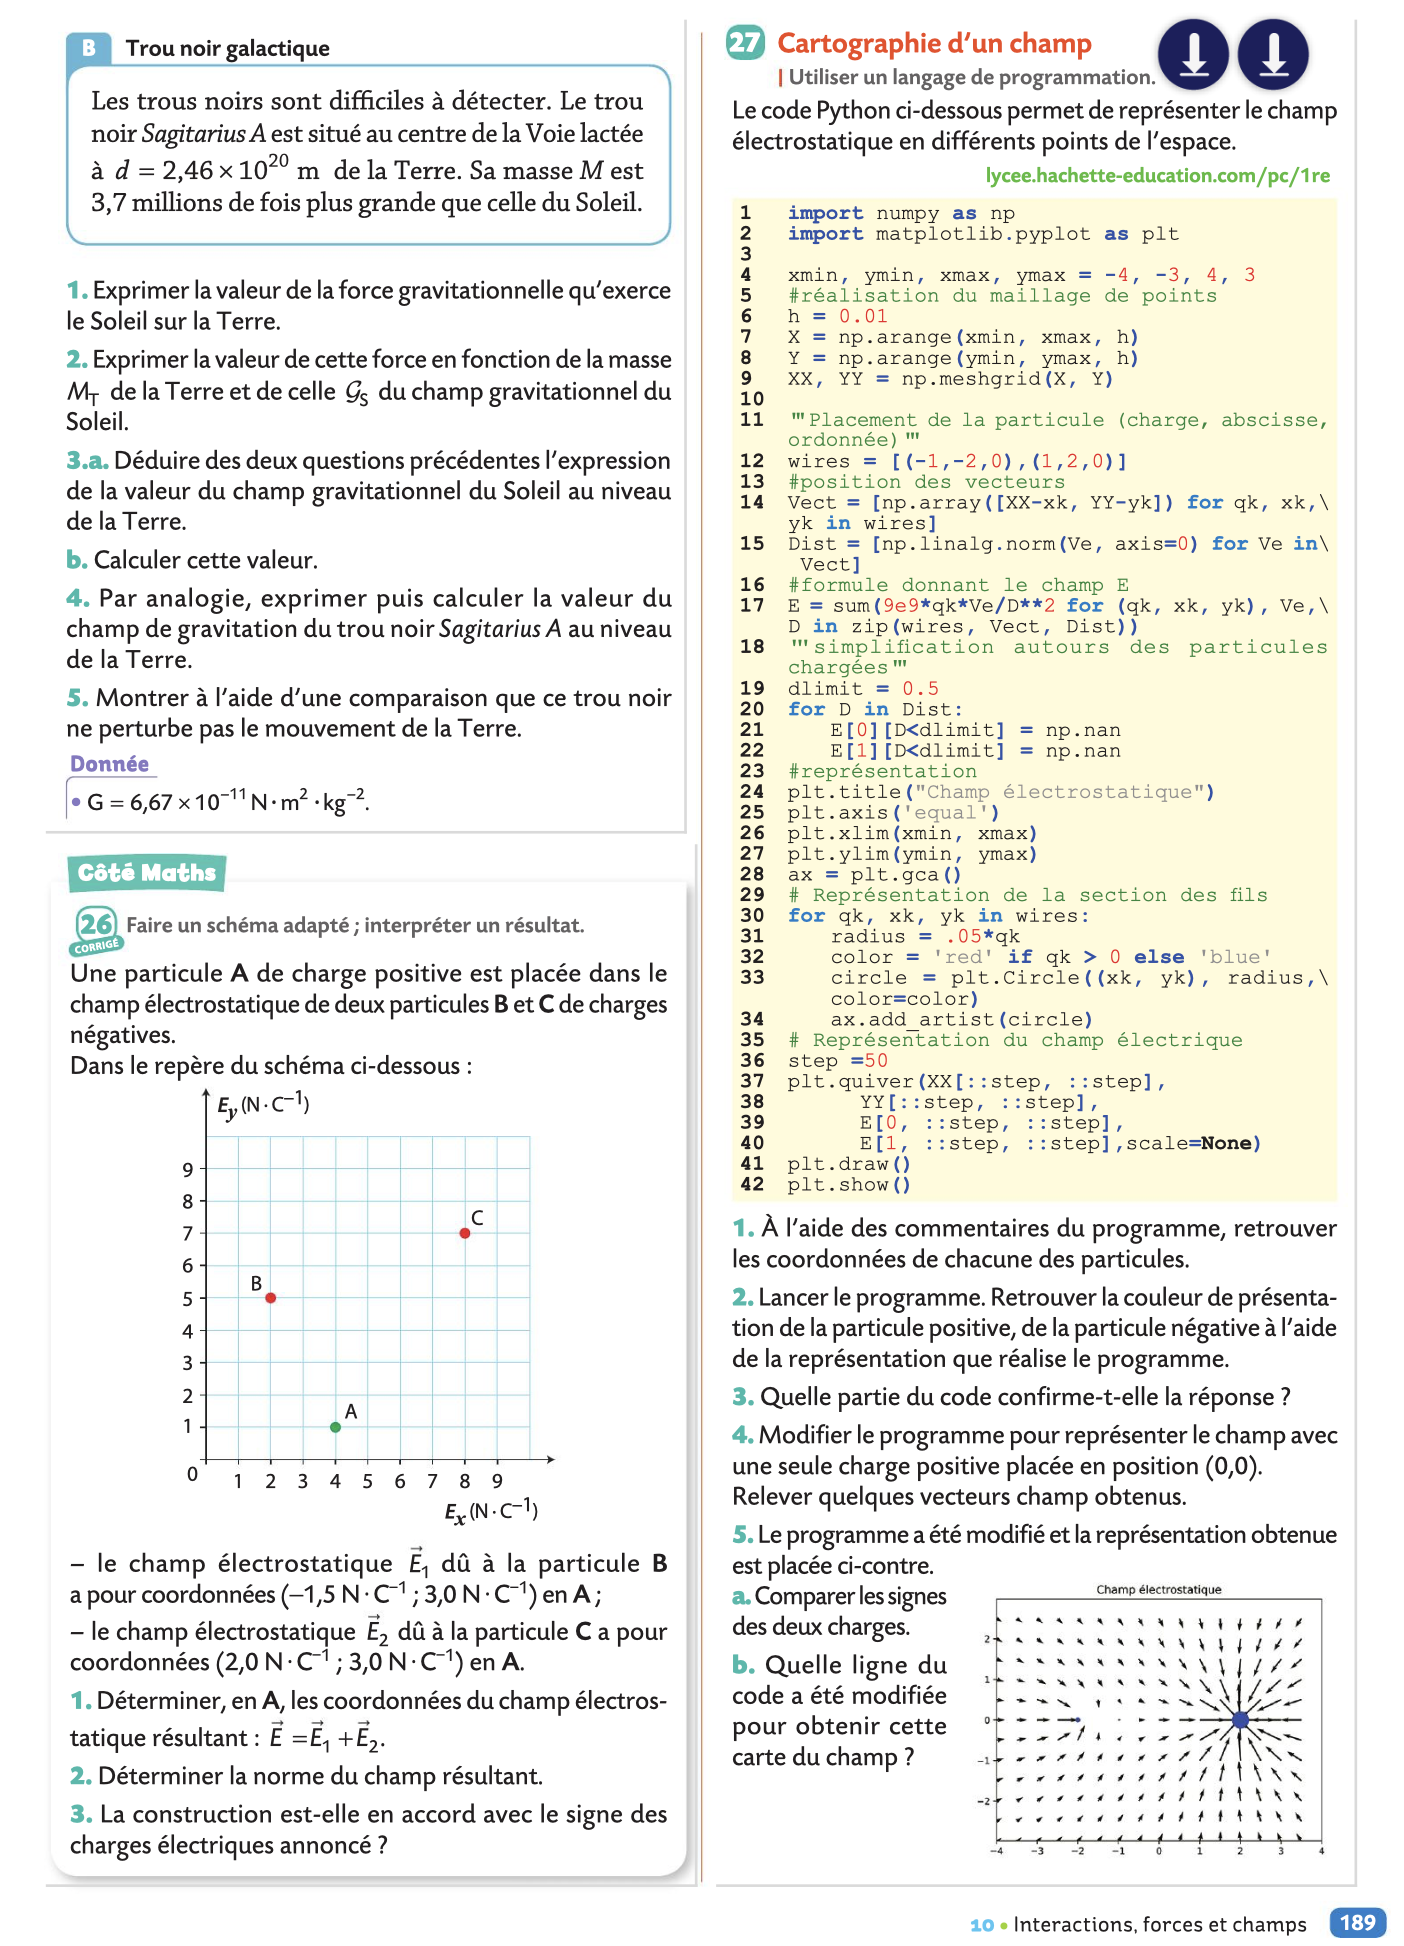 B Trou noir galactique
Les trous noirs sont difficiles à détecter. Le trou
noir Sagitarius A est situé au centre de la Voie lactée
à d = 2,46 × 10²⁰ m de la Terre. Sa masse M est
3,7 millions de fois plus grande que celle du Soleil.
1. Exprimer la valeur de la force gravitationnelle qu'exerce
le Soleil sur la Terre.
2. Exprimer la valeur de cette force en fonction de la masse
M_T de la Terre et de celle 𝒢_S du champ gravitationnel du
Soleil.
3.a. Déduire des deux questions précédentes l'expression
de la valeur du champ gravitationnel du Soleil au niveau
de la Terre.
b. Calculer cette valeur.
4. Par analogie, exprimer puis calculer la valeur du
champ de gravitation du trou noir Sagitarius A au niveau
de la Terre.
5. Montrer à l'aide d'une comparaison que ce trou noir
ne perturbe pas le mouvement de la Terre.
Donnée
• G = 6,67 × 10⁻¹¹ N · m² · kg⁻².
Côté Maths
26 Faire un schéma adapté ; interpréter un résultat.
CORRIGÉ
Une particule A de charge positive est placée dans le
champ électrostatique de deux particules B et C de charges
négatives.
Dans le repère du schéma ci-dessous :
E_y (N · C⁻¹)
9
8
7
6
5
4
3
2
1
C
B
A
0 1 2 3 4 5 6 7 8 9
E_x (N · C⁻¹)
– le champ électrostatique E⃗₁ dû à la particule B
a pour coordonnées (–1,5 N · C⁻¹ ; 3,0 N · C⁻¹) en A ;
– le champ électrostatique E⃗₂ dû à la particule C a pour
coordonnées (2,0 N · C⁻¹ ; 3,0 N · C⁻¹) en A.
1. Déterminer, en A, les coordonnées du champ électros-
tatique résultant : E⃗ = E⃗₁ + E⃗₂.
2. Déterminer la norme du champ résultant.
3. La construction est-elle en accord avec le signe des
charges électriques annoncé ?
27 Cartographie d'un champ
| Utiliser un langage de programmation.
Le code Python ci-dessous permet de représenter le champ
électrostatique en différents points de l'espace.
lycee.hachette-education.com/pc/1re
1 import numpy as np
2 import matplotlib.pyplot as plt
3
4 xmin, ymin, xmax, ymax = -4, -3, 4, 3
5 #réalisation du maillage de points
6 h = 0.01
7 X = np.arange(xmin, xmax, h)
8 Y = np.arange(ymin, ymax, h)
9 XX, YY = np.meshgrid(X, Y)
10
11 '''Placement de la particule (charge, abscisse,
ordonnée)'''
12 wires = [(-1,-2,0),(1,2,0)]
13 #position des vecteurs
14 Vect = [np.array([XX-xk, YY-yk]) for qk, xk,\
yk in wires]
15 Dist = [np.linalg.norm(Ve, axis=0) for Ve in\
Vect]
16 #formule donnant le champ E
17 E = sum(9e9*qk*Ve/D**2 for (qk, xk, yk), Ve,\
D in zip(wires, Vect, Dist))
18 '''simplification autours des particules
chargées'''
19 dlimit = 0.5
20 for D in Dist:
21 E[0][D<dlimit] = np.nan
22 E[1][D<dlimit] = np.nan
23 #représentation
24 plt.title("Champ électrostatique")
25 plt.axis('equal')
26 plt.xlim(xmin, xmax)
27 plt.ylim(ymin, ymax)
28 ax = plt.gca()
29 # Représentation de la section des fils
30 for qk, xk, yk in wires:
31 radius = .05*qk
32 color = 'red' if qk > 0 else 'blue'
33 circle = plt.Circle((xk, yk), radius,\
color=color)
34 ax.add_artist(circle)
35 # Représentation du champ électrique
36 step =50
37 plt.quiver(XX[::step, ::step],
38 YY[::step, ::step],
39 E[0, ::step, ::step],
40 E[1, ::step, ::step],scale=None)
41 plt.draw()
42 plt.show()
1. À l'aide des commentaires du programme, retrouver
les coordonnées de chacune des particules.
2. Lancer le programme. Retrouver la couleur de présenta-
tion de la particule positive, de la particule négative à l'aide
de la représentation que réalise le programme.
3. Quelle partie du code confirme-t-elle la réponse ?
4. Modifier le programme pour représenter le champ avec
une seule charge positive placée en position (0,0).
Relever quelques vecteurs champ obtenus.
5. Le programme a été modifié et la représentation obtenue
est placée ci-contre.
a. Comparer les signes
des deux charges.
b. Quelle ligne du
code a été modifiée
pour obtenir cette
carte du champ ?
Champ électrostatique
2
1
0
-1
-2
-4 -3 -2 -1 0 1 2 3 4
10 • Interactions, forces et champs 189